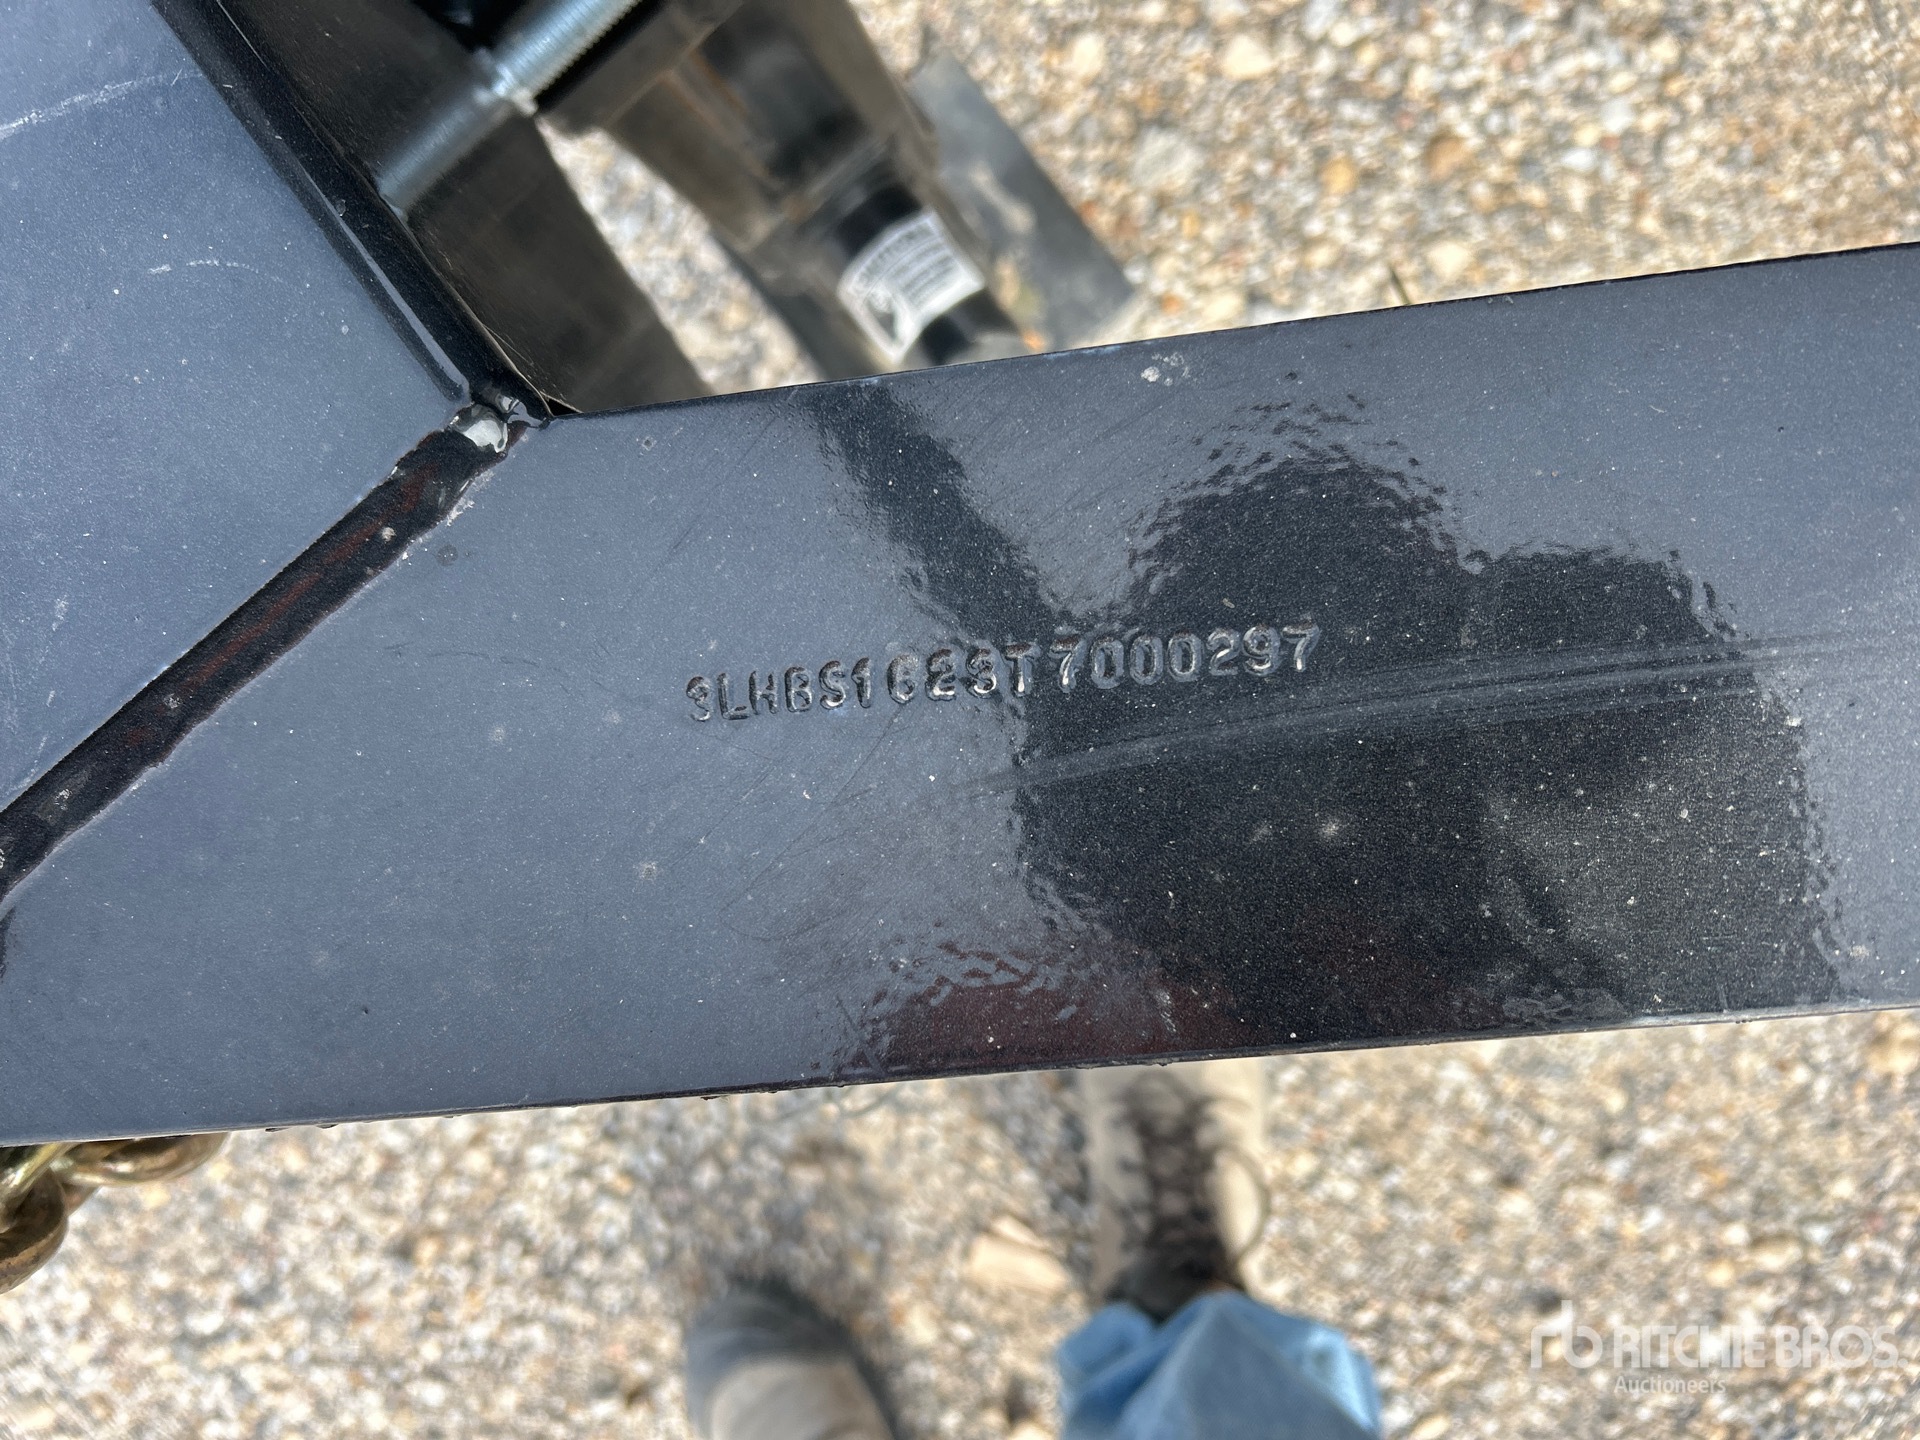 3LHBS1623T7000297
RITCHIE BROS.
Auctioneers